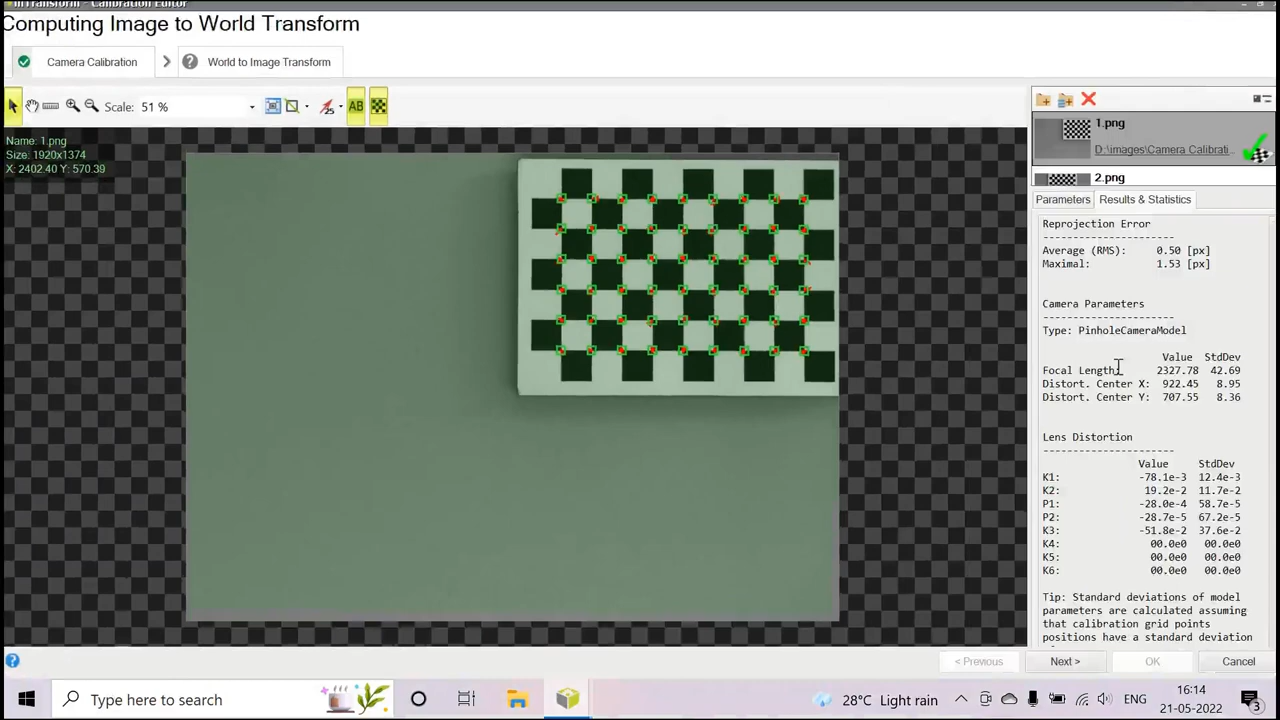 Transform - Calibration Editor
Computing Image to World Transform
Camera Calibration
World to Image Transform
Scale: 51 %
AB
Name: 1.png
Size: 1920x1374
X: 2402.40 Y: 570.39
1.png
D:\images\Camera Calibrati...
2.png
Parameters
Results & Statistics
Reprojection Error
-----------------------
Average (RMS): 0.50 [px]
Maximal: 1.53 [px]
Camera Parameters
-----------------------
Type: PinholeCameraModel
Value StdDev
Focal Length: 2327.78 42.69
Distort. Center X: 922.45 8.95
Distort. Center Y: 707.55 8.36
Lens Distortion
-----------------------
Value StdDev
K1: -78.1e-3 12.4e-3
K2: 19.2e-2 11.7e-2
P1: -28.0e-4 58.7e-5
P2: -28.7e-5 67.2e-5
K3: -51.8e-2 37.6e-2
K4: 00.0e0 00.0e0
K5: 00.0e0 00.0e0
K6: 00.0e0 00.0e0
Tip: Standard deviations of model
parameters are calculated assuming
that calibration grid points
positions have a standard deviation
< Previous
Next >
OK
Cancel
Type here to search
28°C Light rain
ENG
16:14
21-05-2022
3